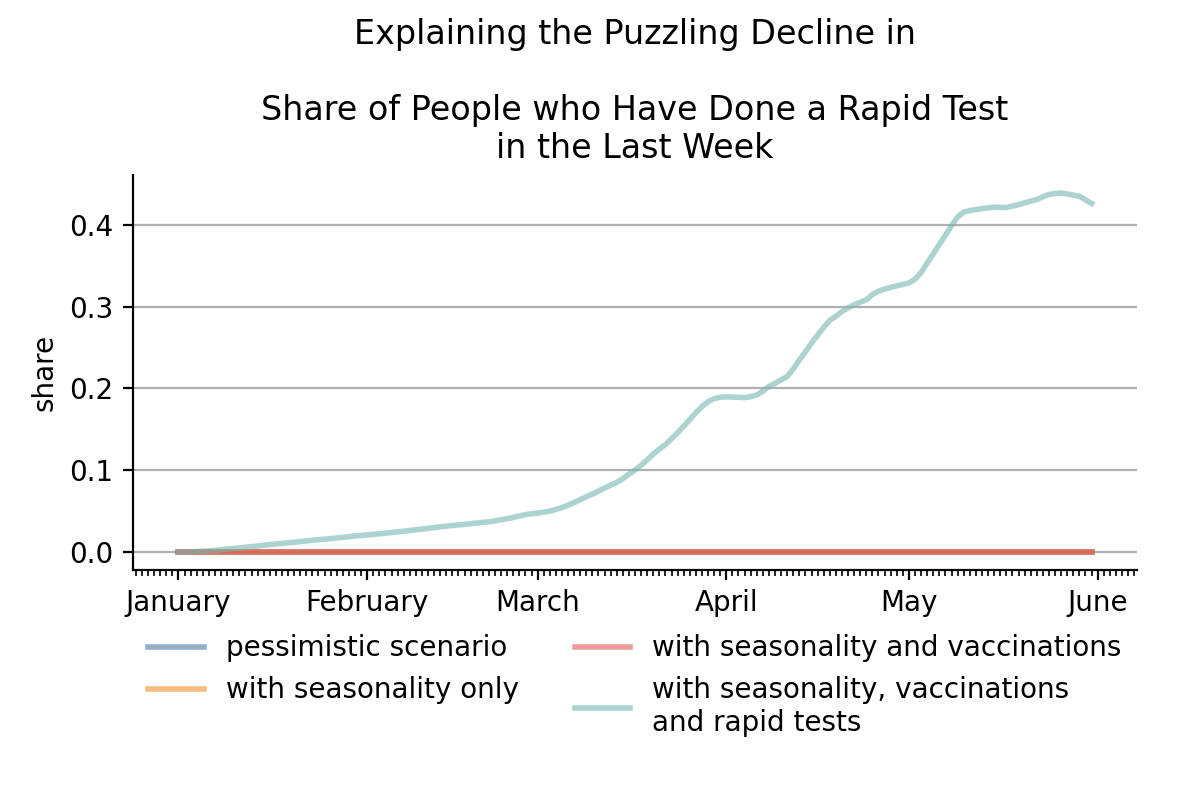 Explaining the Puzzling Decline in
Share of People who Have Done a Rapid Test
in the Last Week
share
0.4
0.3
0.2
0.1
0.0
January February March April May June
pessimistic scenario
with seasonality only
with seasonality and vaccinations
with seasonality, vaccinations
and rapid tests